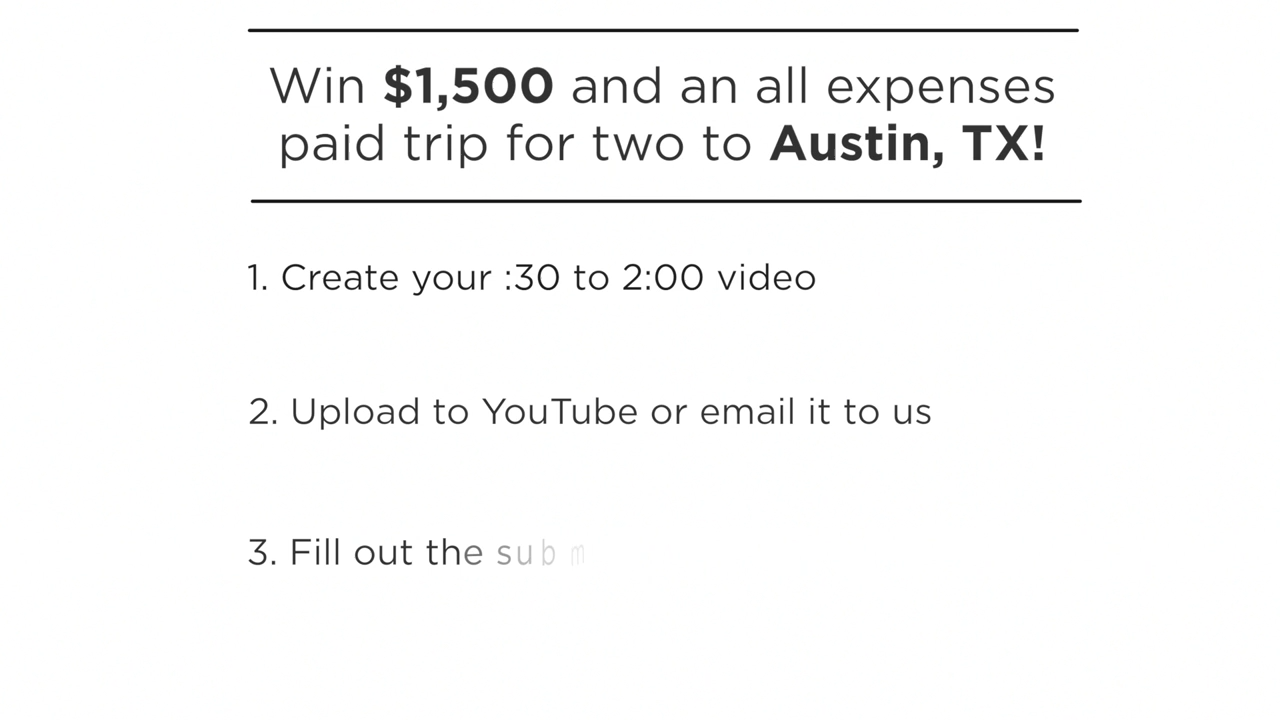 Win $1,500 and an all expenses
paid trip for two to Austin, TX!
1. Create your :30 to 2:00 video
2. Upload to YouTube or email it to us
3. Fill out the